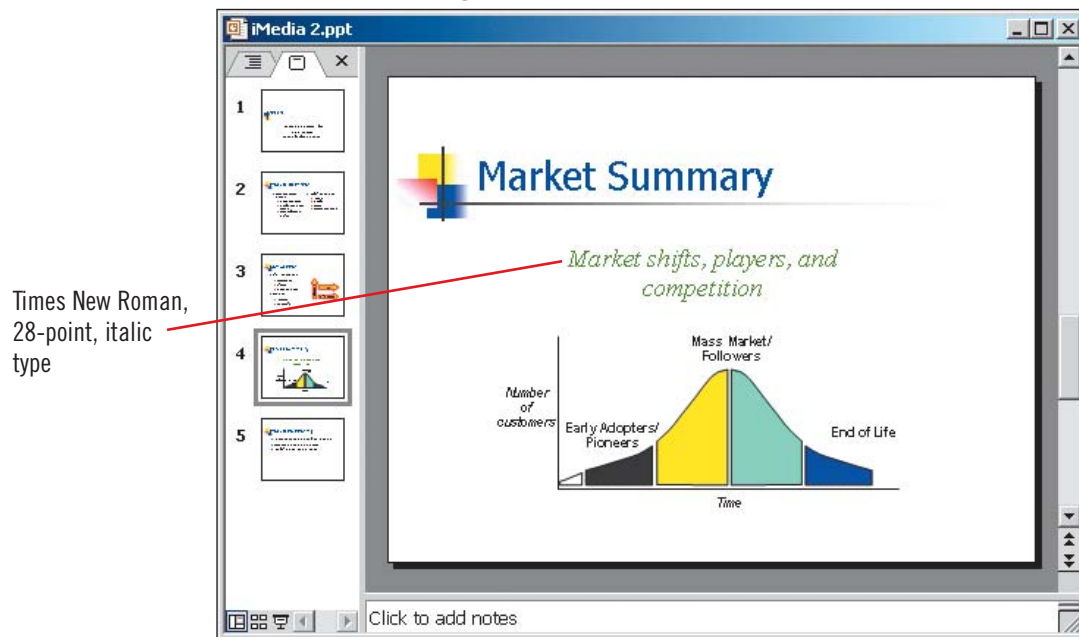 iMedia 2.ppt
1
2
3
4
5
Times New Roman,
28-point, italic
type
Market Summary
Market shifts, players, and
competition
Mass Market/
Followers
Number
of
customers
Early Adopters/
Pioneers
End of Life
Time
Click to add notes